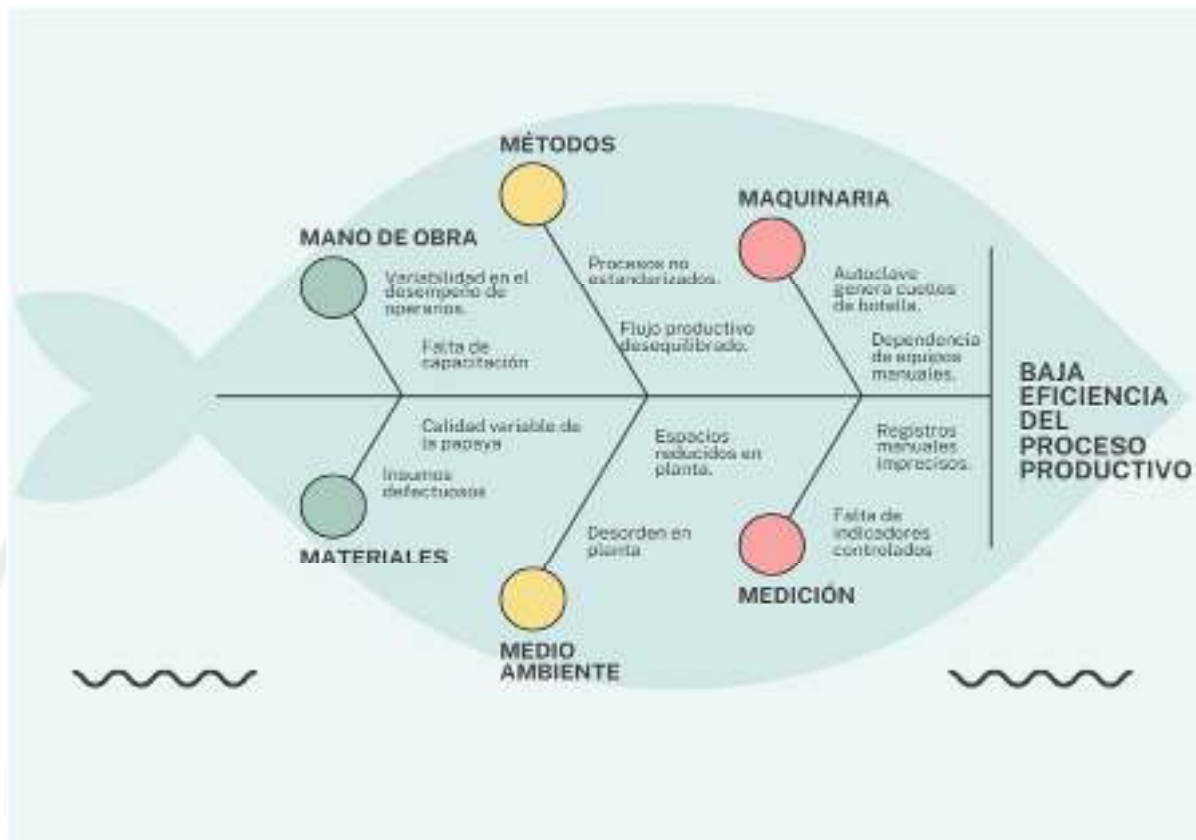 MÉTODOS
MAQUINARIA
MANO DE OBRA
Procesos no
estandarizados.
Variabilidad en el
desempeño de
operarios.
Autoclave
genera cuellos
de botella.
Flujo productivo
desequilibrado.
Falta de
capacitación
Dependencia
de equipos
manuales.
BAJA
EFICIENCIA
DEL
PROCESO
PRODUCTIVO
Calidad variable de
la papaya
Espacios
reducidos en
planta.
Registros
manuales
imprecisos.
Insumos
defectuosos
Desorden en
planta
Falta de
indicadores
controlados
MATERIALES
MEDICIÓN
MEDIO
AMBIENTE